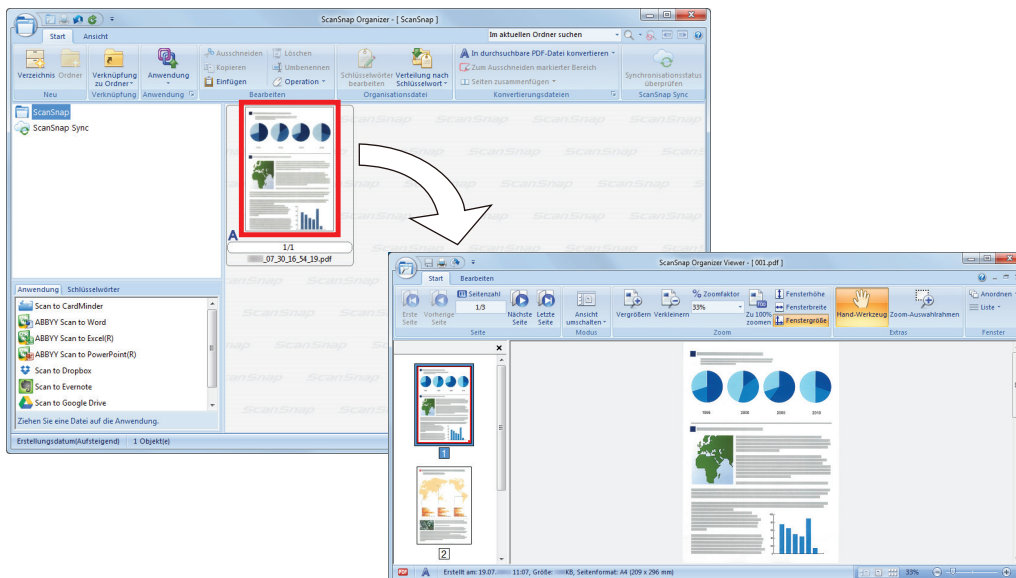 ScanSnap Organizer - [ ScanSnap ]
Start Ansicht
Im aktuellen Ordner suchen
Verzeichnis Ordner
Neu
Verknüpfung zu Ordner
Verknüpfung
Anwendung
Anwendung
Ausschneiden
Kopieren
Einfügen
Löschen
Umbenennen
Operation
Bearbeiten
Schlüsselwörter bearbeiten
Verteilung nach Schlüsselwort
Organisationsdatei
In durchsuchbare PDF-Datei konvertieren
Zum Ausschneiden markierter Bereich
Seiten zusammenfügen
Konvertierungsdateien
Synchronisationsstatus überprüfen
ScanSnap Sync
ScanSnap
ScanSnap Sync
A
1/1
_07_30_16_54_19.pdf
Anwendung Schlüsselwörter
Scan to CardMinder
ABBYY Scan to Word
ABBYY Scan to Excel(R)
ABBYY Scan to PowerPoint(R)
Scan to Dropbox
Scan to Evernote
Scan to Google Drive
Ziehen Sie eine Datei auf die Anwendung.
Erstellungsdatum(Aufsteigend) 1 Objekt(e)
ScanSnap Organizer Viewer - [ 001.pdf ]
Start Bearbeiten
Erste Seite
Vorherige Seite
Seitenzahl
1/3
Nächste Seite
Letzte Seite
Seite
Ansicht umschalten
Modus
Vergrößern Verkleinern
% Zoomfaktor
33%
Zu 100% zoomen
Fensterhöhe
Fensterbreite
Fenstergröße
Zoom
Hand-Werkzeug Zoom-Auswahlrahmen
Extras
Anordnen
Liste
Fenster
1
2
1996 2000 2005 2010
PDF A Erstellt am: 19.07. 11:07, Größe: KB, Seitenformat: A4 (209 x 296 mm)
33%